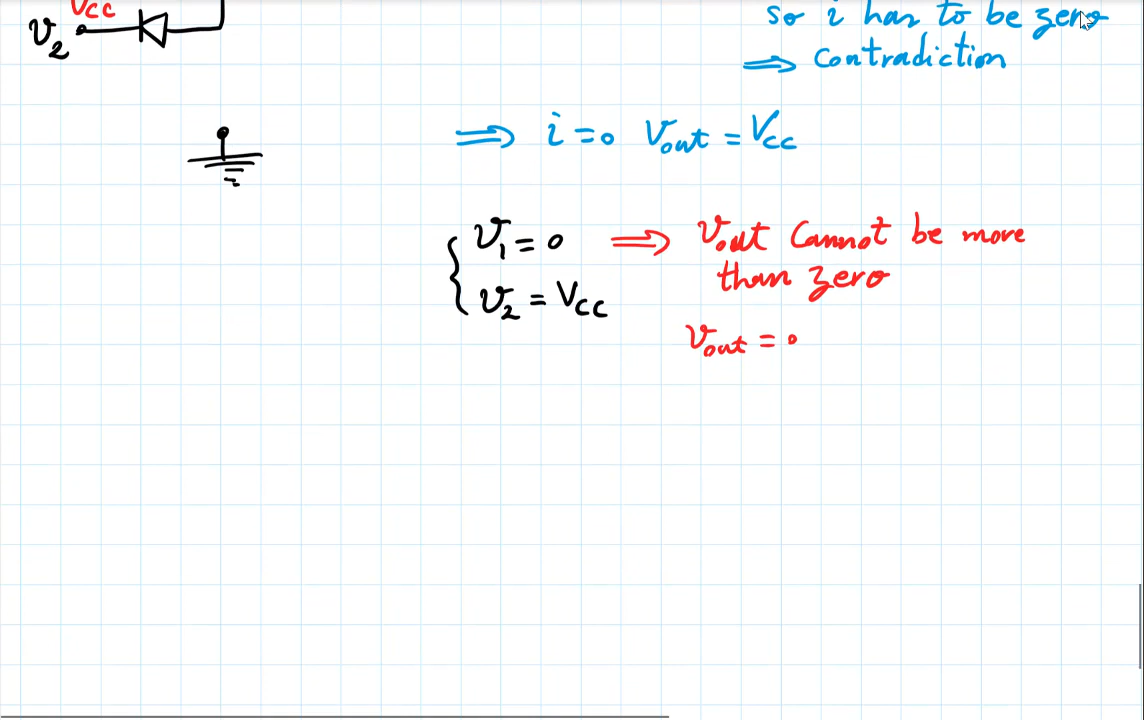 Vcc
v₂
so i has to be zero
⟹ contradiction
⟹ i = 0 Vout = Vcc
{ v₁ = 0 ⟹ Vout cannot be more
than zero
v₂ = Vcc
Vout = 0